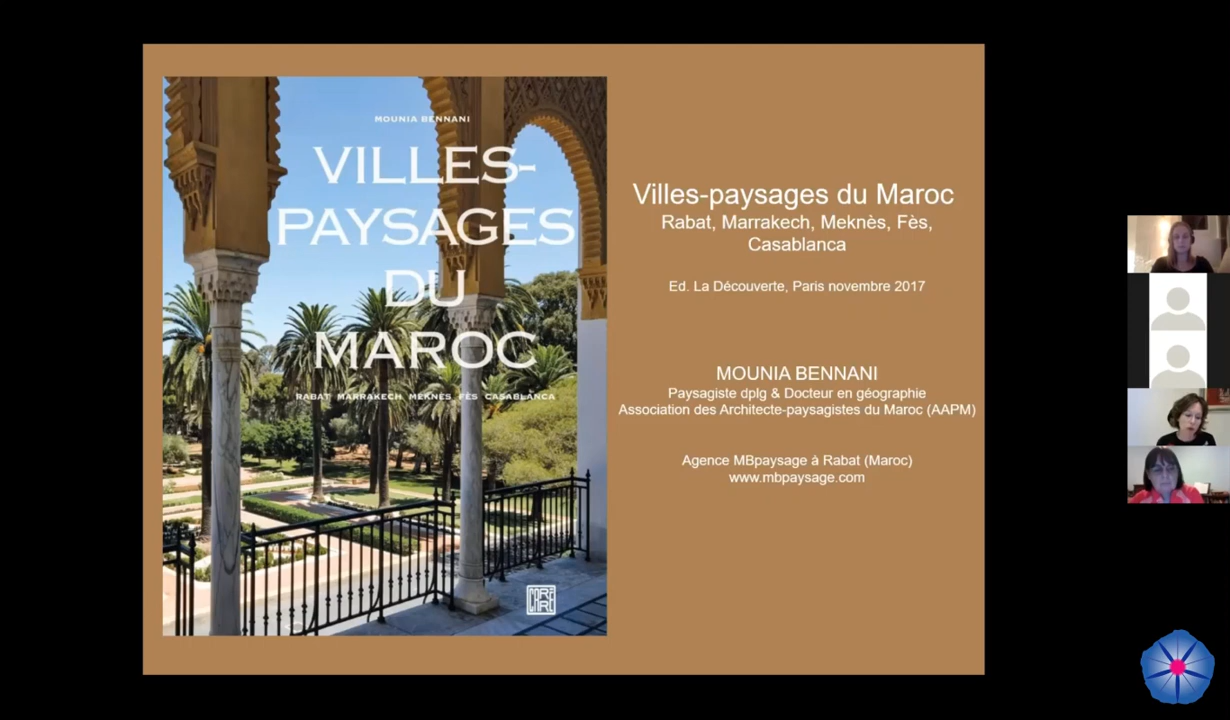 MOUNIA BENNANI
VILLES-
PAYSAGES
DU
MAROC
RABAT MARRAKECH MEKNÈS FÈS CASABLANCA
Villes-paysages du Maroc
Rabat, Marrakech, Meknès, Fès,
Casablanca
Ed. La Découverte, Paris novembre 2017
MOUNIA BENNANI
Paysagiste dplg & Docteur en géographie
Association des Architecte-paysagistes du Maroc (AAPM)
Agence MBpaysage à Rabat (Maroc)
www.mbpaysage.com